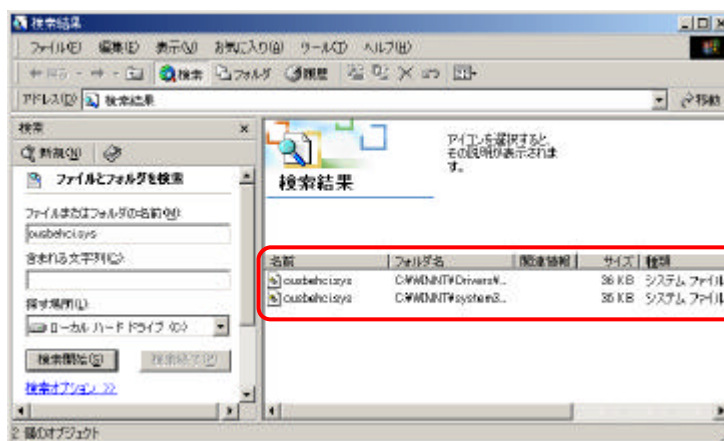 検索結果
ファイル(F) 編集(E) 表示(V) お気に入り(A) ツール(T) ヘルプ(H)
検索 フォルダ 履歴
アドレス(D) 検索結果 移動
検索
新規(N)
ファイルとフォルダを検索
ファイルまたはフォルダの名前(M):
ousbehci.sys
含まれる文字列(C):
探す場所(L):
ローカル ハード ドライブ (C:)
検索開始(S) 検索終了(P)
検索オプション >>
検索結果
アイコンを選択すると、
その説明が表示されま
す。
名前 フォルダ名 関連情報 サイズ 種類
ousbehci.sys C:¥WINNT¥Drivers¥... 36 KB システム ファイル
ousbehci.sys C:¥WINNT¥system3... 36 KB システム ファイル
2 個のオブジェクト